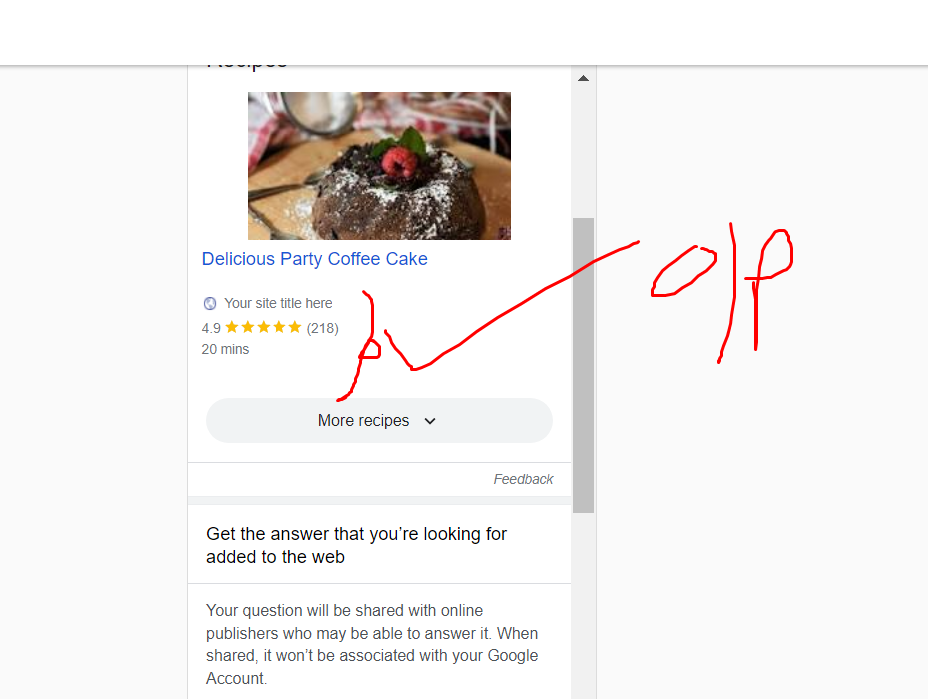 Recipes
Delicious Party Coffee Cake
Your site title here
4.9 ★★★★★ (218)
20 mins
o/p
More recipes
Feedback
Get the answer that you’re looking for
added to the web
Your question will be shared with online
publishers who may be able to answer it. When
shared, it won’t be associated with your Google
Account.